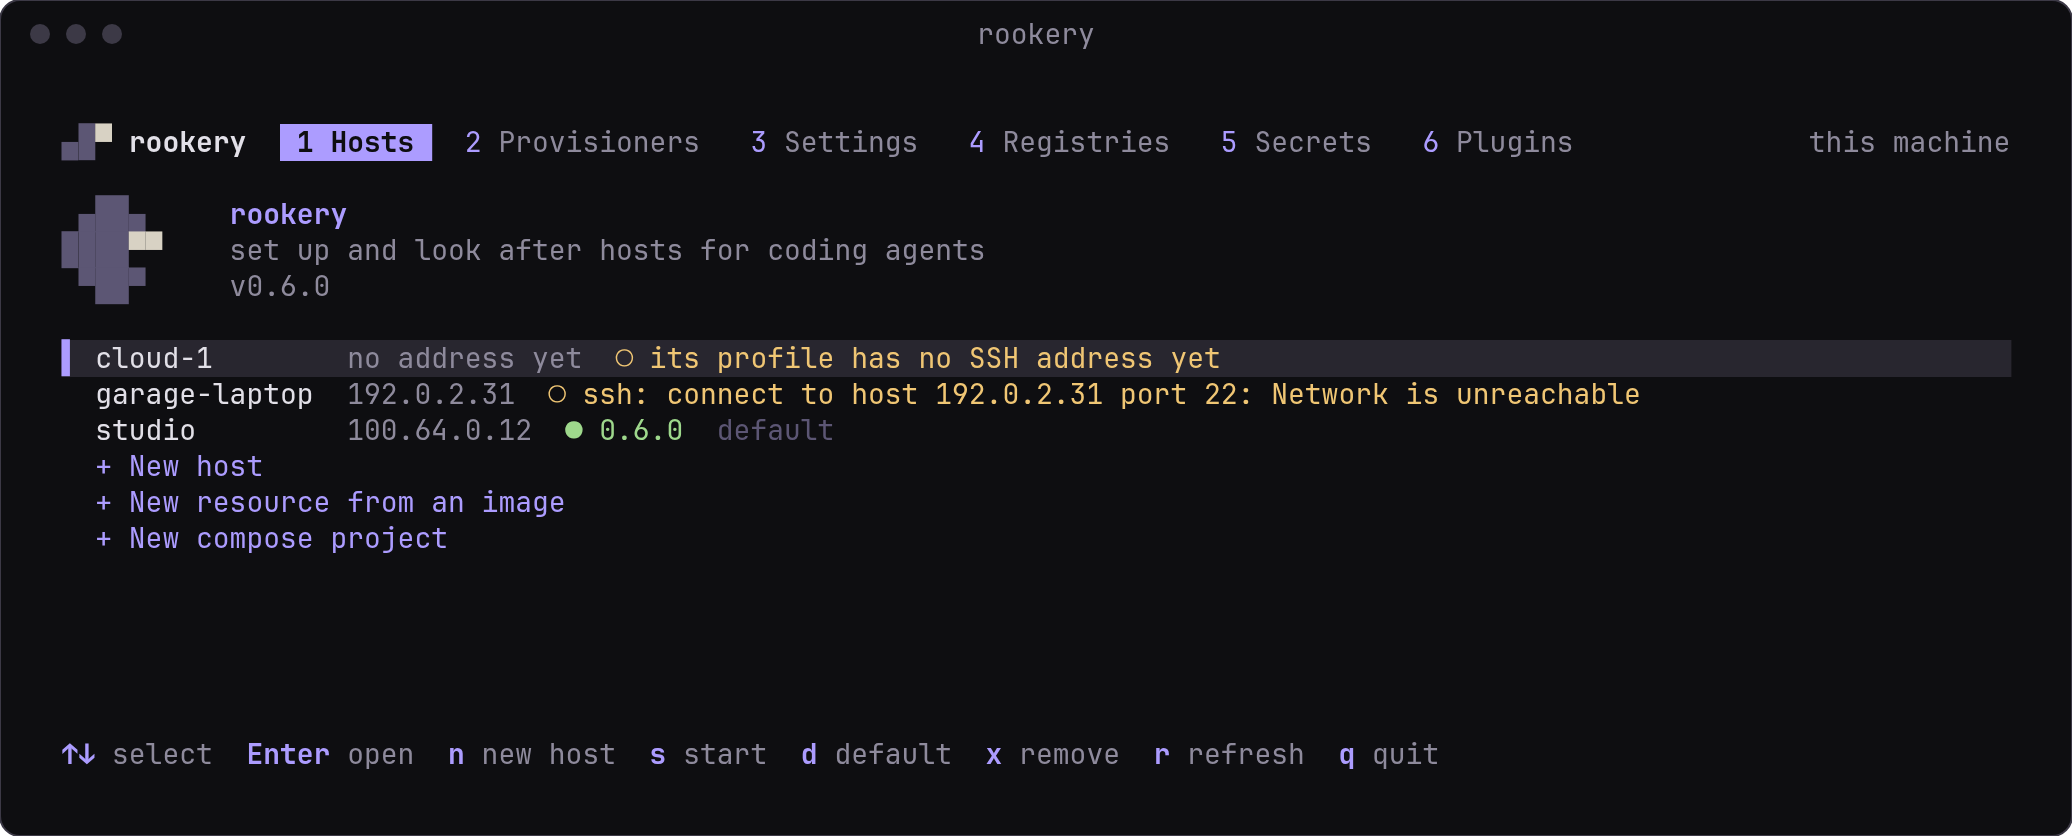 rookery
rookery 1 Hosts 2 Provisioners 3 Settings 4 Registries 5 Secrets 6 Plugins this machine
rookery
set up and look after hosts for coding agents
v0.6.0
cloud-1 no address yet ○ its profile has no SSH address yet
garage-laptop 192.0.2.31 ○ ssh: connect to host 192.0.2.31 port 22: Network is unreachable
studio 100.64.0.12 ● 0.6.0 default
+ New host
+ New resource from an image
+ New compose project
↑↓ select Enter open n new host s start d default x remove r refresh q quit